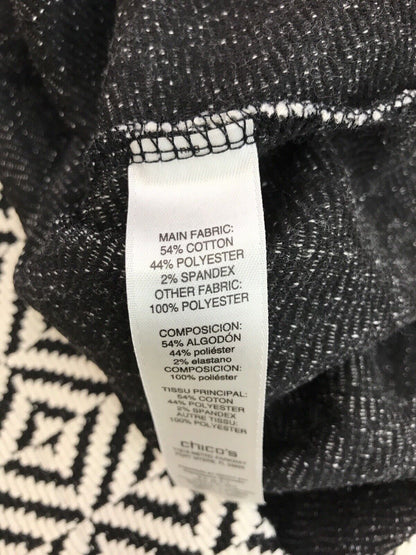 MAIN FABRIC:
54% COTTON
44% POLYESTER
2% SPANDEX
OTHER FABRIC:
100% POLYESTER
COMPOSICION:
54% ALGODÓN
44% poliéster
2% elastano
COMPOSICION:
100% poliéster
TISSU PRINCIPAL:
54% COTON
44% POLYESTER
2% SPANDEX
AUTRE TISSU:
100% POLYESTER
chico's